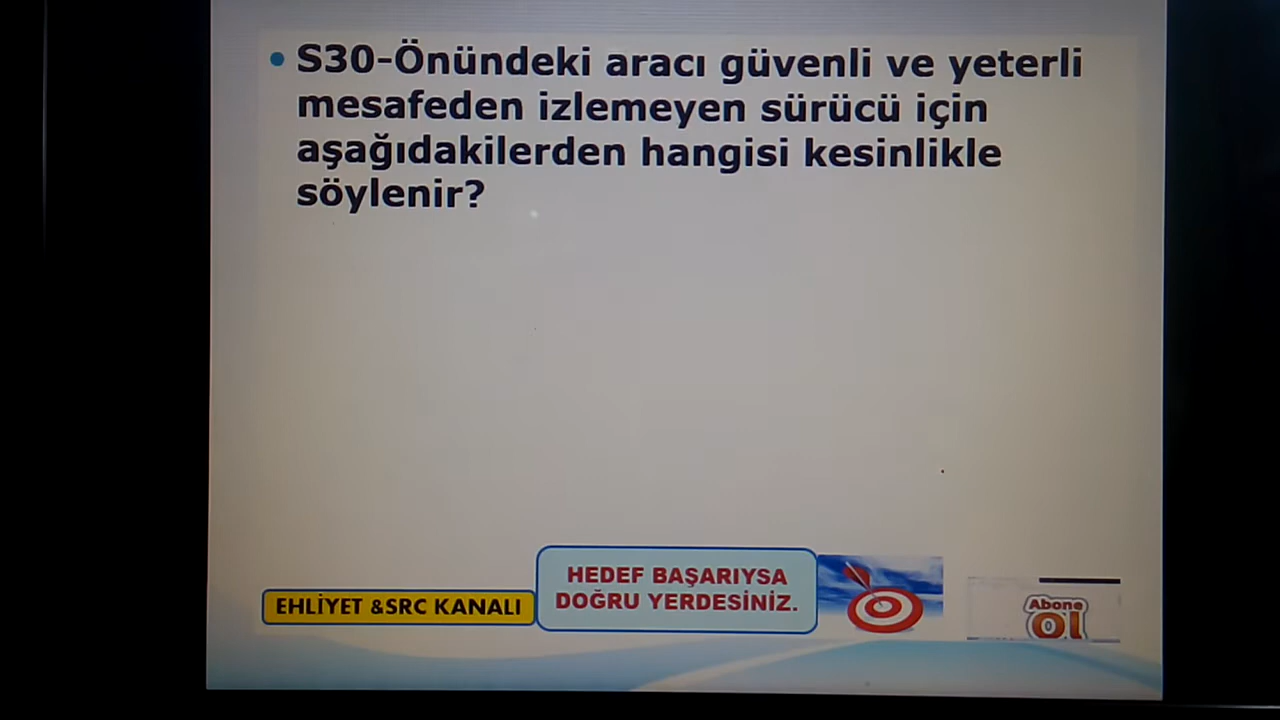 • S30-Önündeki aracı güvenli ve yeterli
mesafeden izlemeyen sürücü için
aşağıdakilerden hangisi kesinlikle
söylenir?
HEDEF BAŞARIYSA
DOĞRU YERDESİNİZ.
EHLİYET &SRC KANALI
Abone
Ol